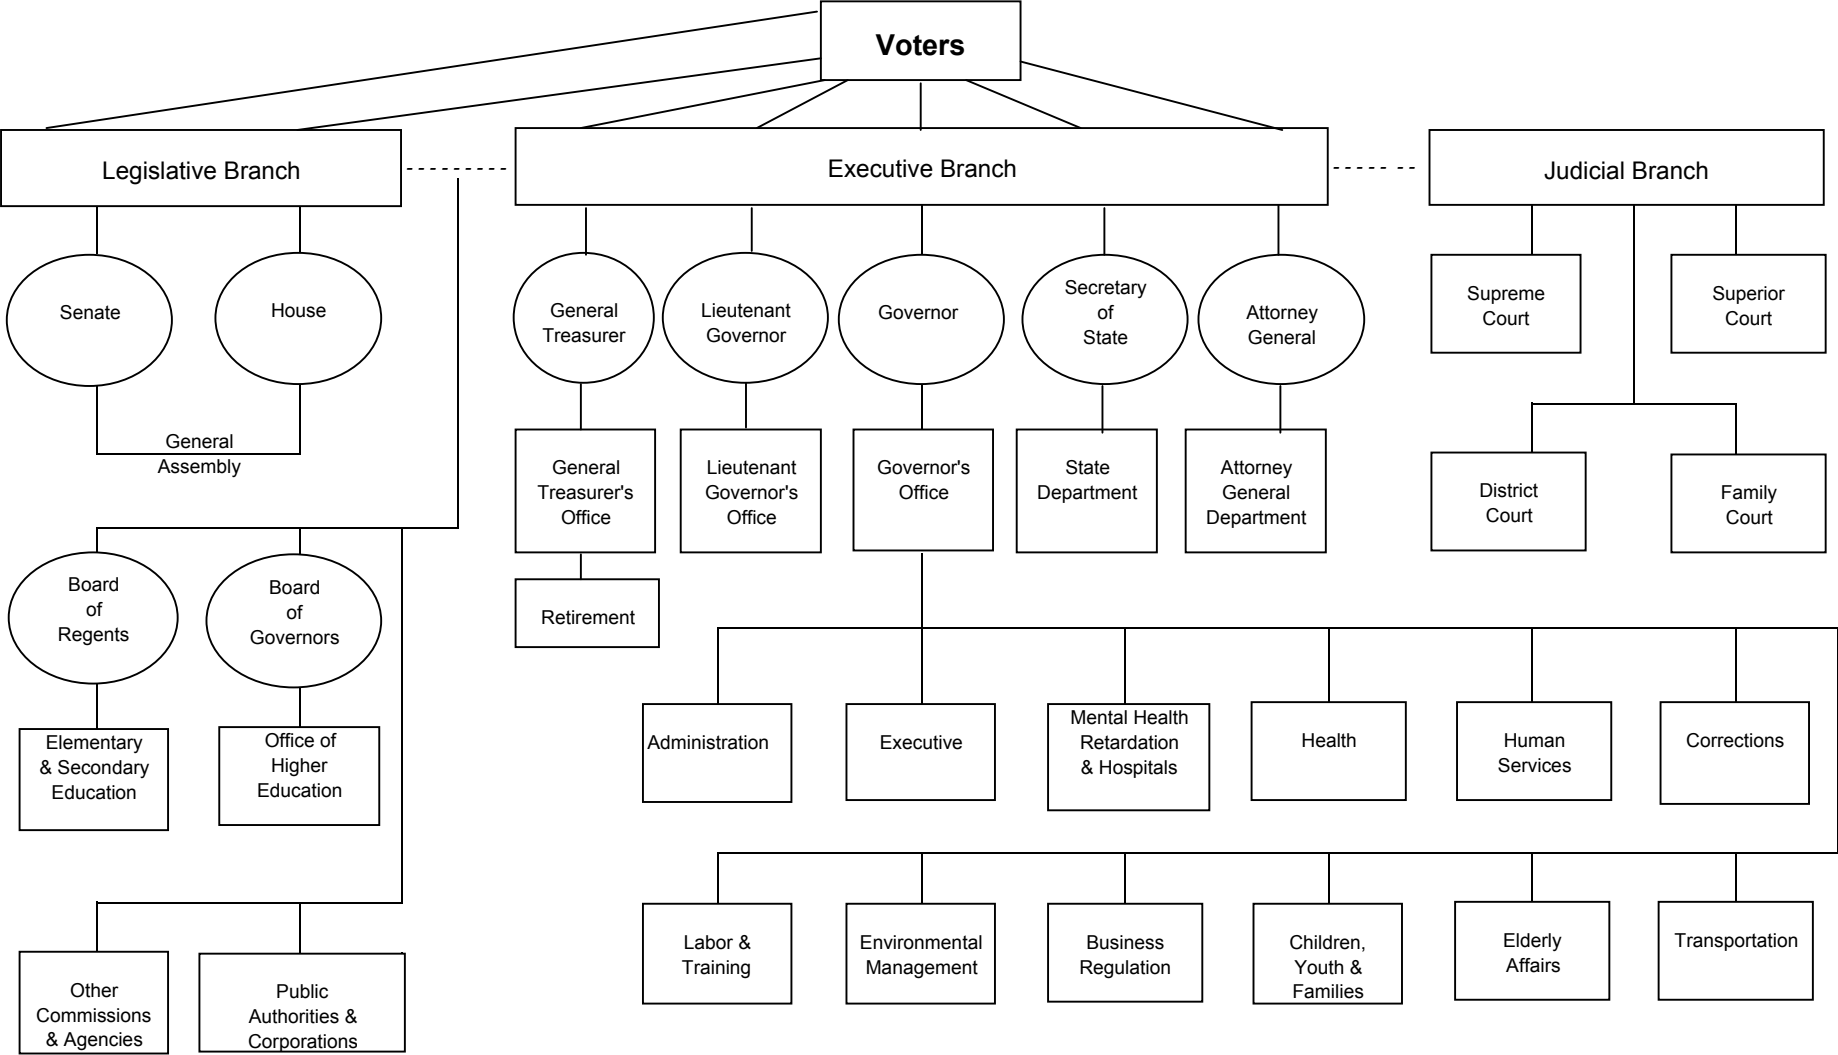 Voters
Legislative Branch
Executive Branch
Judicial Branch
Senate
House
General
Assembly
General
Treasurer
Lieutenant
Governor
Governor
Secretary
of
State
Attorney
General
Supreme
Court
Superior
Court
General
Treasurer's
Office
Lieutenant
Governor's
Office
Governor's
Office
State
Department
Attorney
General
Department
District
Court
Family
Court
Retirement
Board
of
Regents
Board
of
Governors
Elementary
& Secondary
Education
Office of
Higher
Education
Administration
Executive
Mental Health
Retardation
& Hospitals
Health
Human
Services
Corrections
Labor &
Training
Environmental
Management
Business
Regulation
Children,
Youth &
Families
Elderly
Affairs
Transportation
Other
Commissions
& Agencies
Public
Authorities &
Corporations